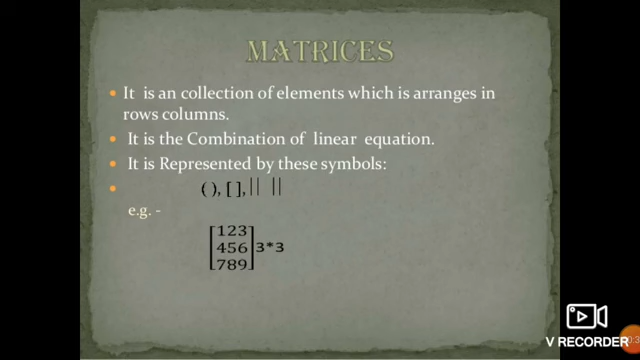 MATRICES
• It is an collection of elements which is arranges in
rows columns.
• It is the Combination of linear equation.
• It is Represented by these symbols:
• ( ), [ ], || ||
e.g. -
[123
456
789] 3*3
V RECORDER